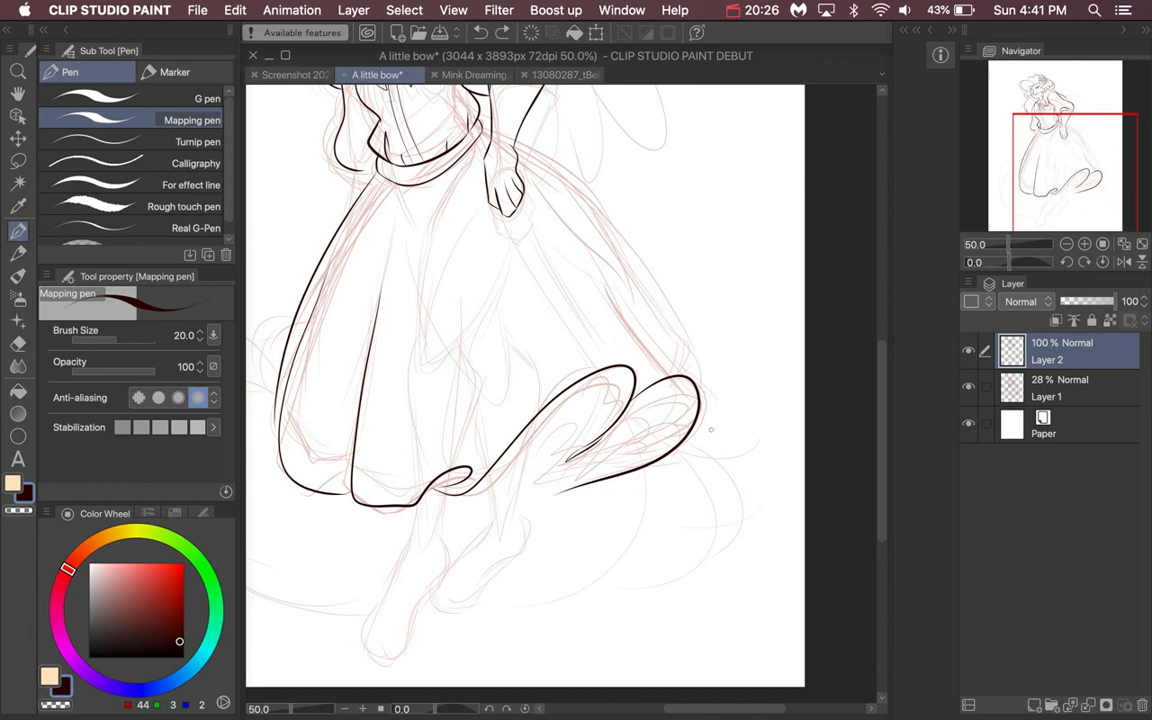 CLIP STUDIO PAINT File Edit Animation Layer Select View Filter Boost up Window Help 20:26 43% Sun 4:41 PM
Available features
A little bow* (3044 x 3893px 72dpi 50.0%) - CLIP STUDIO PAINT DEBUT
Screenshot 202 A little bow* Mink Dreaming 13080287_tBel
Sub Tool[Pen]
Pen Marker
G pen
Mapping pen
Turnip pen
Calligraphy
For effect line
Rough touch pen
Real G-Pen
Tool property[Mapping pen]
Mapping pen
Brush Size 20.0
Opacity 100
Anti-aliasing
Stabilization
Color Wheel
44 3 2
50.0 0.0
Navigator
50.0
0.0
Layer
Normal 100
100 % Normal
Layer 2
28 % Normal
Layer 1
Paper